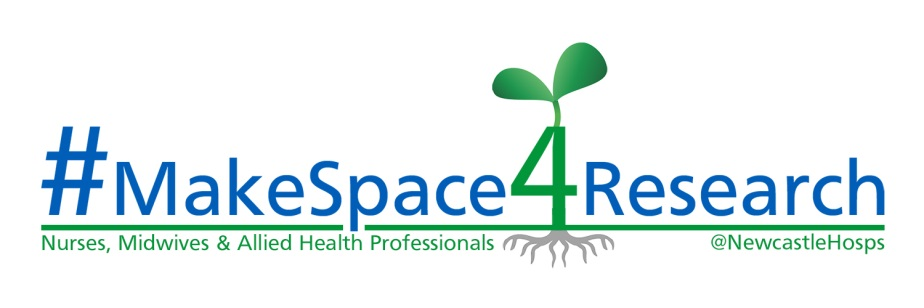 #MakeSpace4Research
Nurses, Midwives & Allied Health Professionals @NewcastleHosps